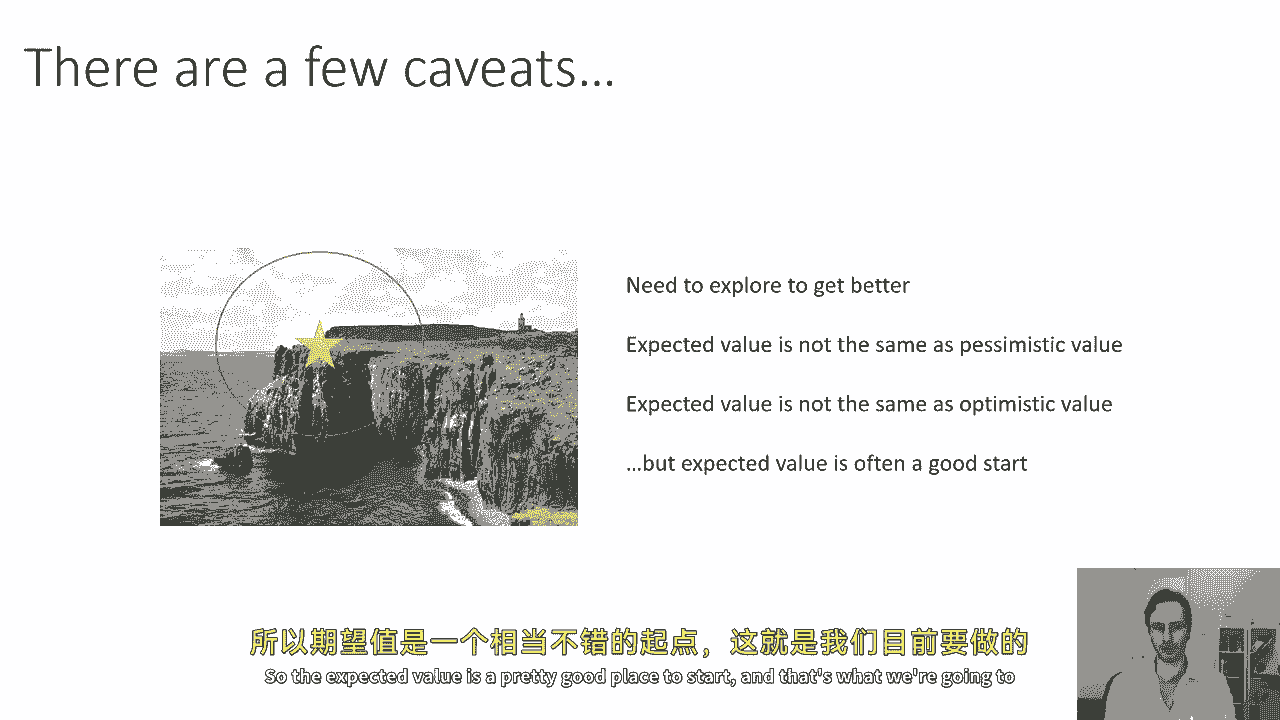 There are a few caveats...
Need to explore to get better
Expected value is not the same as pessimistic value
Expected value is not the same as optimistic value
...but expected value is often a good start
所以期望值是一个相当不错的起点，这就是我们目前要做的
So the expected value is a pretty good place to start, and that's what we're going to